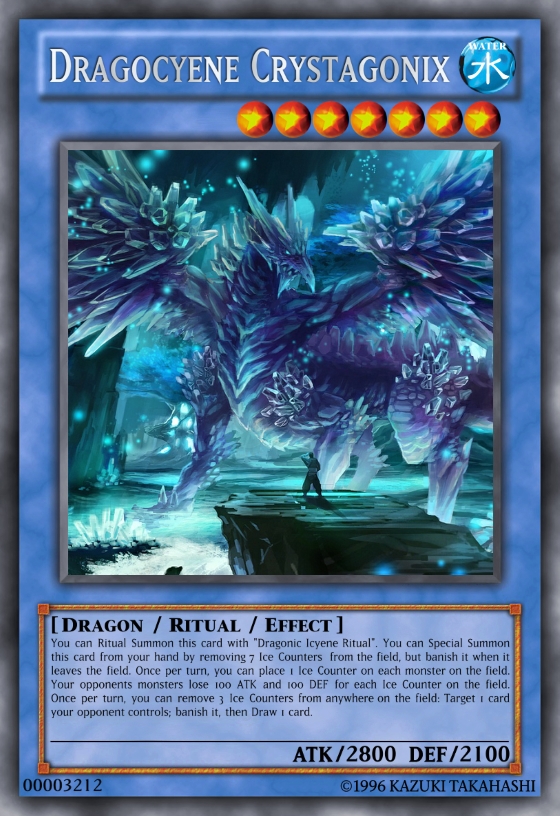 DRAGOCYENE CRYSTAGONIX
WATER
水
[ DRAGON / RITUAL / EFFECT ]
You can Ritual Summon this card with "Dragonic Icyene Ritual". You can Special Summon
this card from your hand by removing 7 Ice Counters from the field, but banish it when it
leaves the field. Once per turn, you can place 1 Ice Counter on each monster on the field.
Your opponents monsters lose 100 ATK and 100 DEF for each Ice Counter on the field.
Once per turn, you can remove 3 Ice Counters from anywhere on the field: Target 1 card
your opponent controls; banish it, then Draw 1 card.
ATK/2800 DEF/2100
00003212
©1996 KAZUKI TAKAHASHI